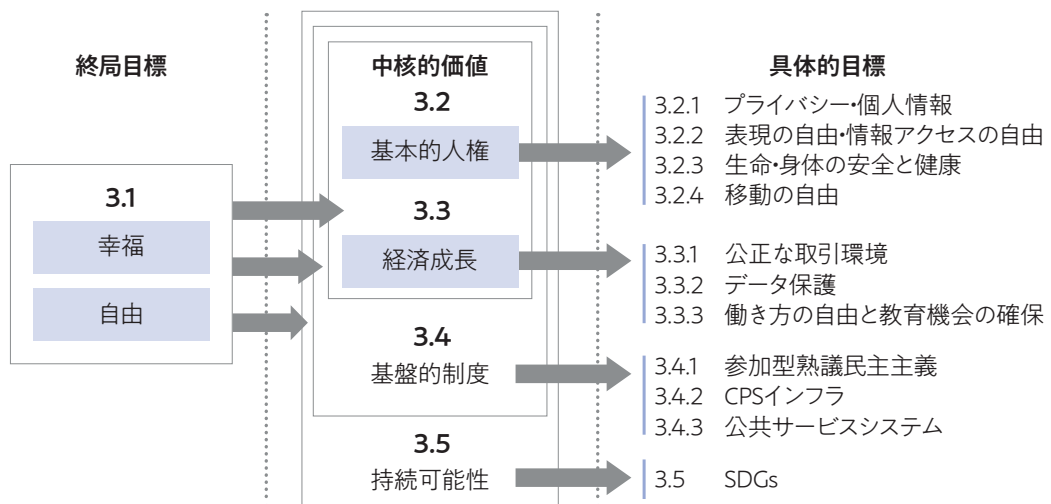 終局目標
3.1
幸福
自由
中核的価値
3.2
基本的人権
3.3
経済成長
3.4
基盤的制度
3.5
持続可能性
具体的目標
3.2.1 プライバシー・個人情報
3.2.2 表現の自由・情報アクセスの自由
3.2.3 生命・身体の安全と健康
3.2.4 移動の自由
3.3.1 公正な取引環境
3.3.2 データ保護
3.3.3 働き方の自由と教育機会の確保
3.4.1 参加型熟議民主主義
3.4.2 CPSインフラ
3.4.3 公共サービスシステム
3.5 SDGs